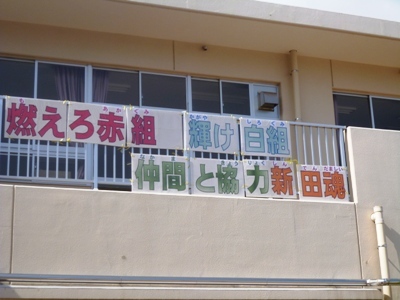 燃えろ赤組 輝け白組
仲間と協力新田魂